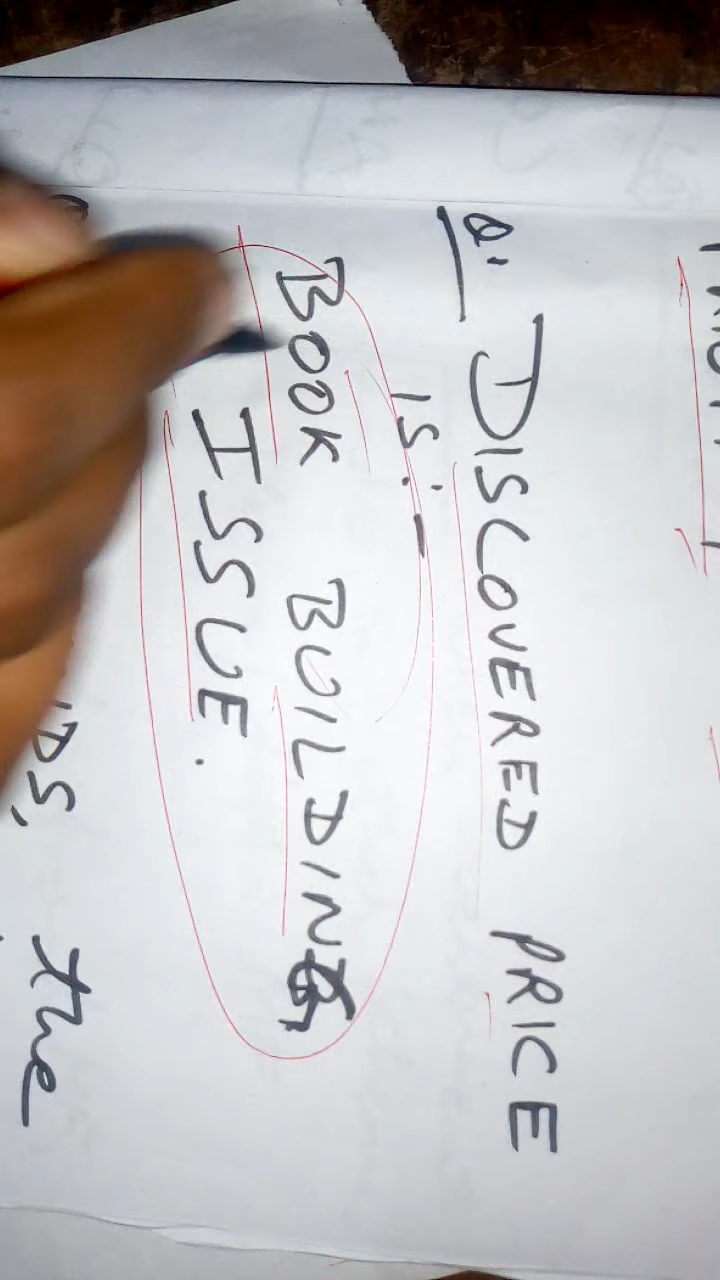 Q. DISCOVERED PRICE
IS:-
BOOK BUILDING
ISSUE.
the